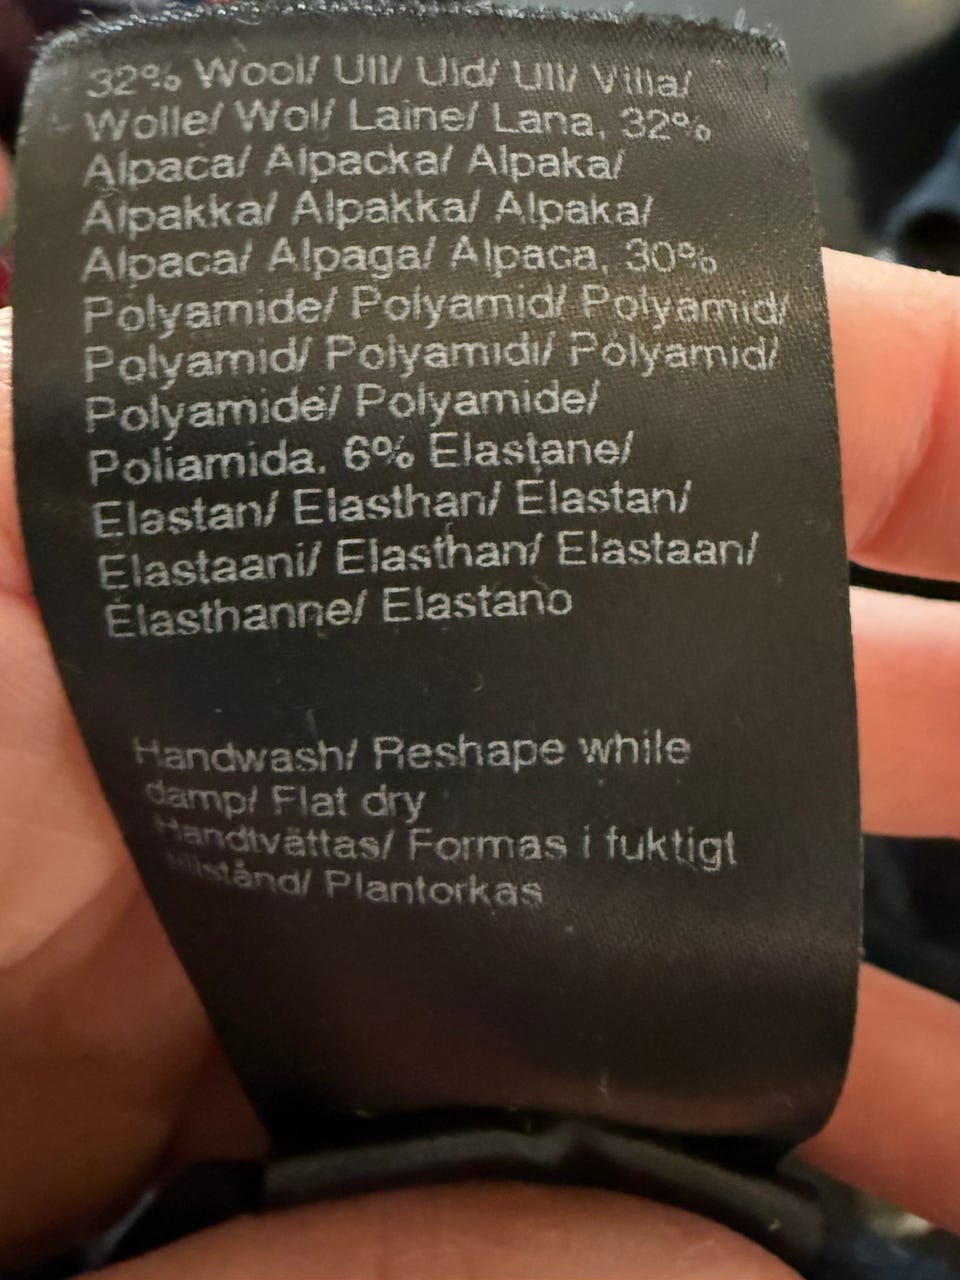 32% Wool/ Ull/ Uld/ Ull/ Villa/
Wolle/ Wol/ Laine/ Lana, 32%
Alpaca/ Alpacka/ Alpaka/
Alpakka/ Alpakka/ Alpaka/
Alpaca/ Alpaga/ Alpaca, 30%
Polyamide/ Polyamid/ Polyamid/
Polyamid/ Polyamidi/ Polyamid/
Polyamide/ Polyamide/
Poliamida, 6% Elastane/
Elastan/ Elasthan/ Elastan/
Elastaani/ Elasthan/ Elastaan/
Elasthanne/ Elastano
Handwash/ Reshape while
damp/ Flat dry
Handtvättas/ Formas i fuktigt
tillstånd/ Plantorkas